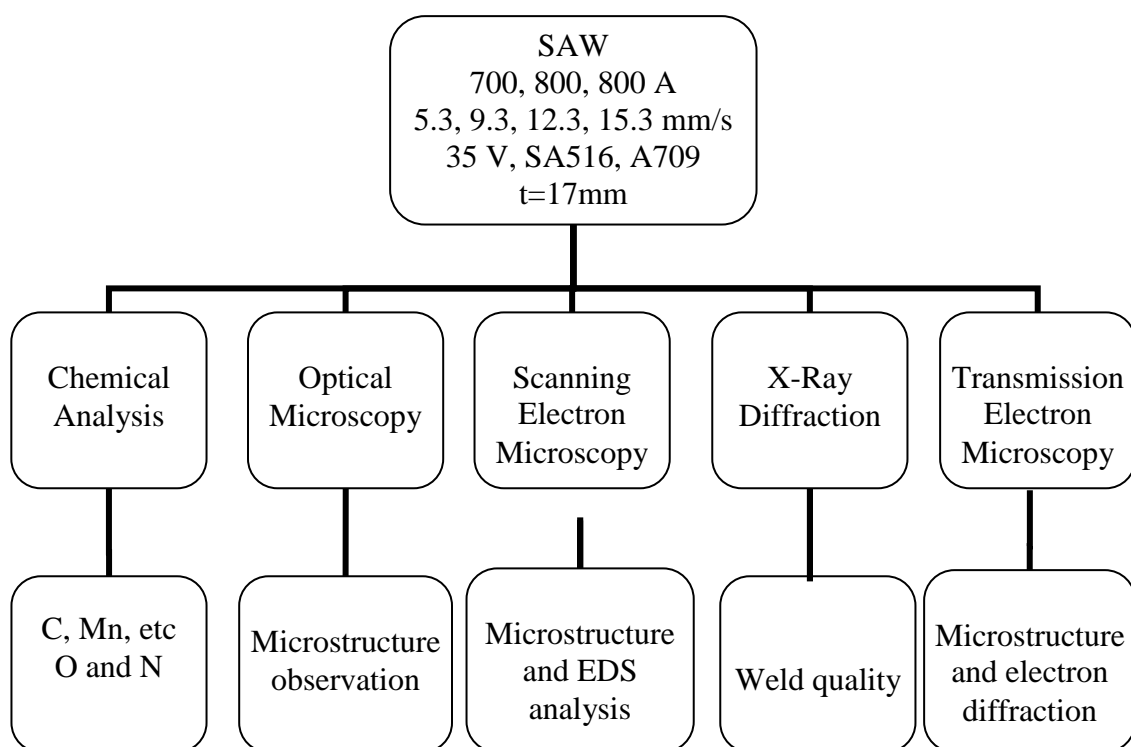 SAW
700, 800, 800 A
5.3, 9.3, 12.3, 15.3 mm/s
35 V, SA516, A709
t=17mm
Chemical
Analysis
Optical
Microscopy
Scanning
Electron
Microscopy
X-Ray
Diffraction
Transmission
Electron
Microscopy
C, Mn, etc
O and N
Microstructure
observation
Microstructure
and EDS
analysis
Weld quality
Microstructure
and electron
diffraction